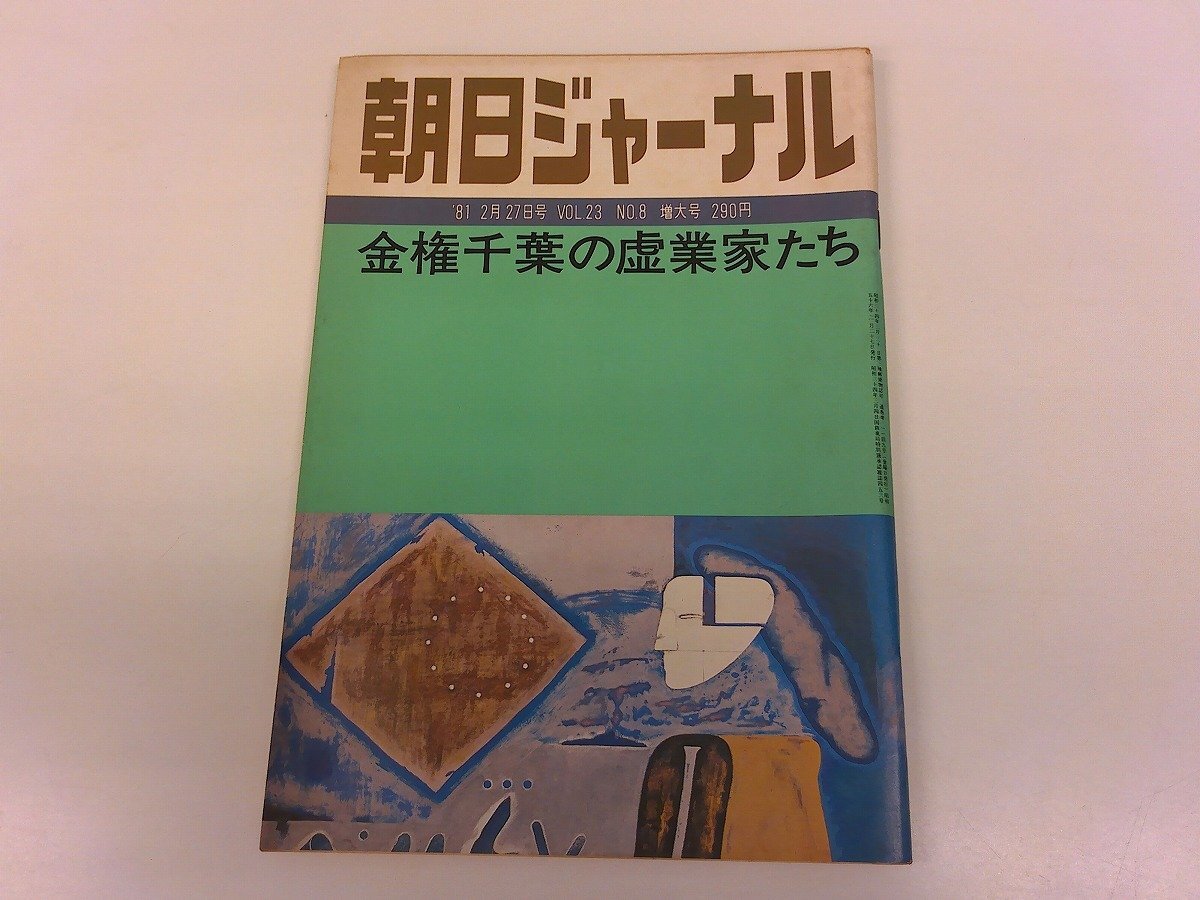 朝日ジャーナル
'81 2月27日号 VOL.23 NO.8 増大号 290円
金権千葉の虚業家たち